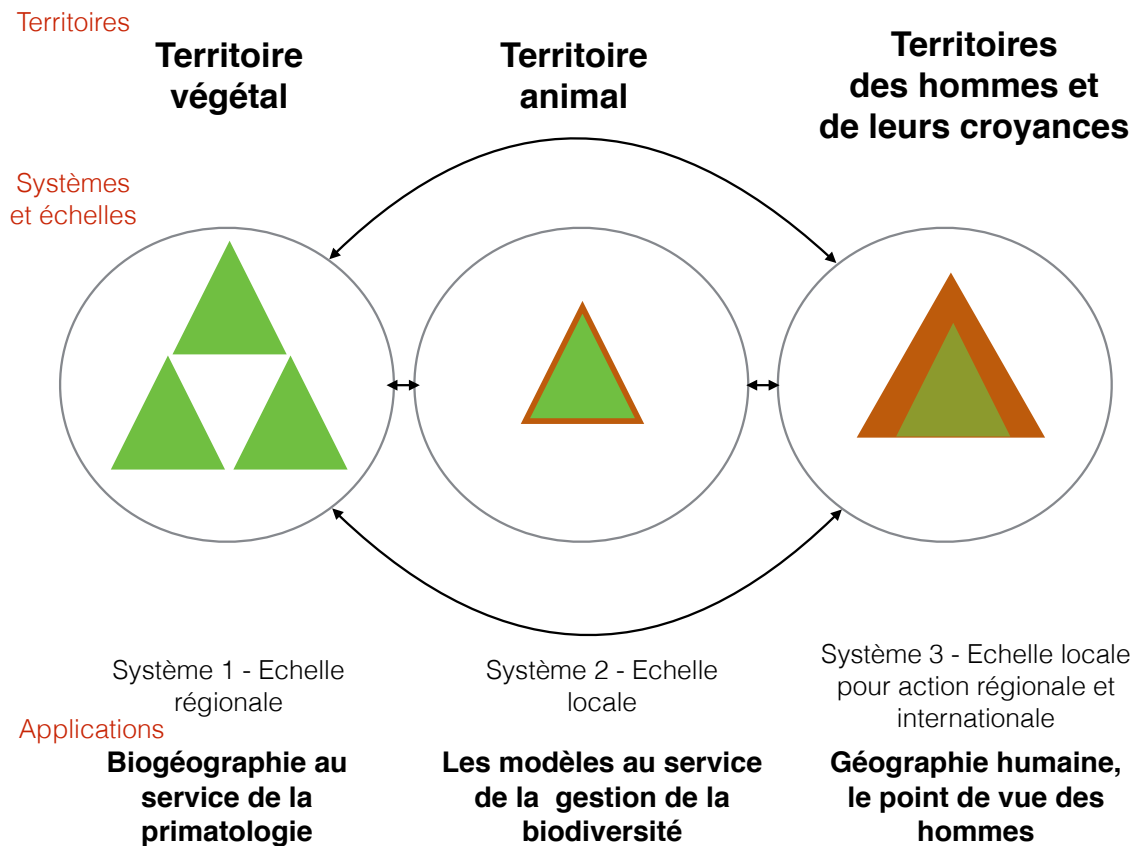 Territoires
Territoire
végétal
Territoire
animal
Territoires
des hommes et
de leurs croyances
Systèmes
et échelles
Système 1 - Echelle
régionale
Système 2 - Echelle
locale
Système 3 - Echelle locale
pour action régionale et
internationale
Applications
Biogéographie au
service de la
primatologie
Les modèles au service
de la gestion de la
biodiversité
Géographie humaine,
le point de vue des
hommes